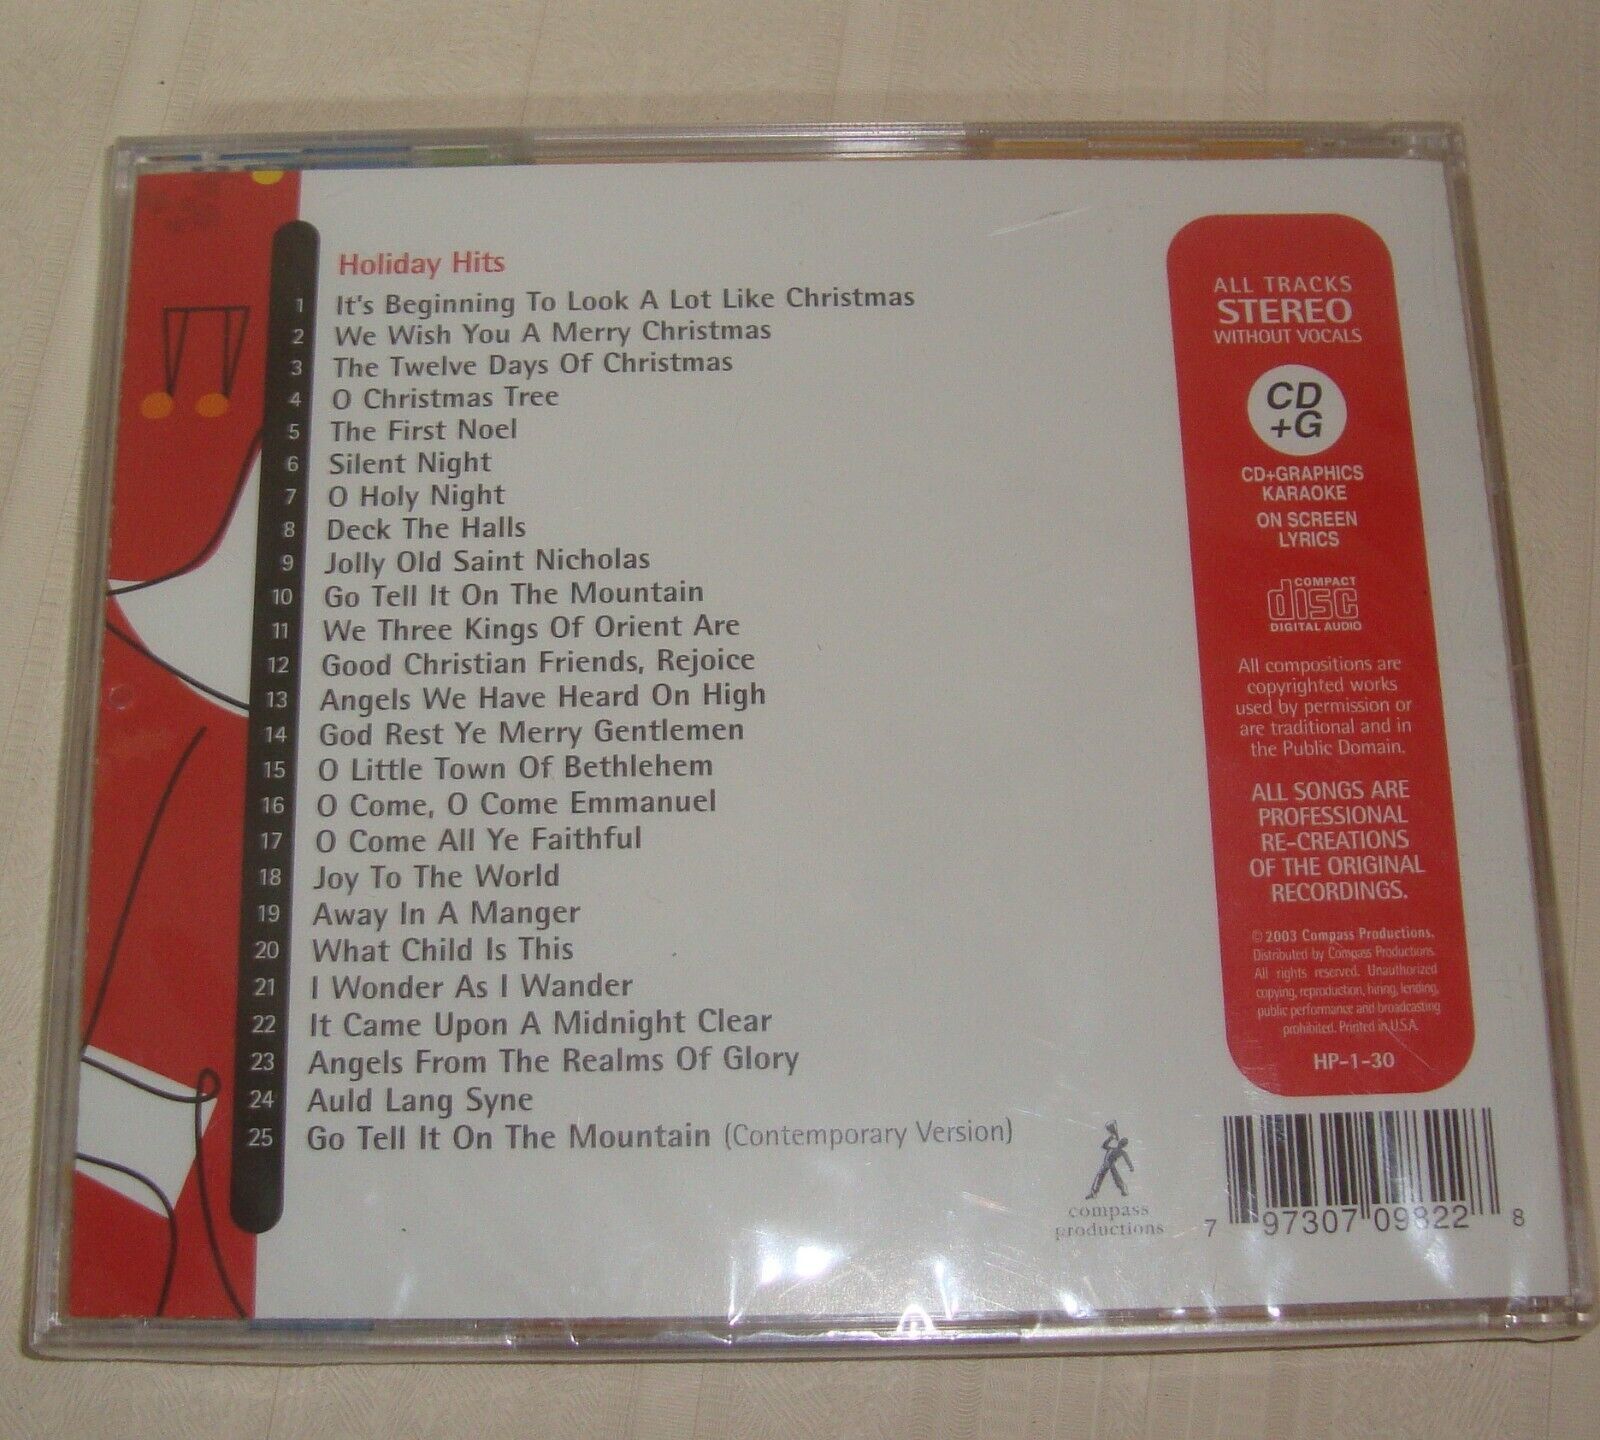 Holiday Hits
1 It's Beginning To Look A Lot Like Christmas
2 We Wish You A Merry Christmas
3 The Twelve Days Of Christmas
4 O Christmas Tree
5 The First Noel
6 Silent Night
7 O Holy Night
8 Deck The Halls
9 Jolly Old Saint Nicholas
10 Go Tell It On The Mountain
11 We Three Kings Of Orient Are
12 Good Christian Friends, Rejoice
13 Angels We Have Heard On High
14 God Rest Ye Merry Gentlemen
15 O Little Town Of Bethlehem
16 O Come, O Come Emmanuel
17 O Come All Ye Faithful
18 Joy To The World
19 Away In A Manger
20 What Child Is This
21 I Wonder As I Wander
22 It Came Upon A Midnight Clear
23 Angels From The Realms Of Glory
24 Auld Lang Syne
25 Go Tell It On The Mountain (Contemporary Version)
ALL TRACKS
STEREO
WITHOUT VOCALS
CD
+G
CD+GRAPHICS
KARAOKE
ON SCREEN
LYRICS
COMPACT
disc
DIGITAL AUDIO
All compositions are
copyrighted works
used by permission or
are traditional and in
the Public Domain.
ALL SONGS ARE
PROFESSIONAL
RE-CREATIONS
OF THE ORIGINAL
RECORDINGS.
© 2003 Compass Productions.
Distributed by Compass Productions.
All rights reserved. Unauthorized
copying, reproduction, hiring, lending,
public performance and broadcasting
prohibited. Printed in U.S.A.
HP-1-30
compass
productions
7 97307 09822 8